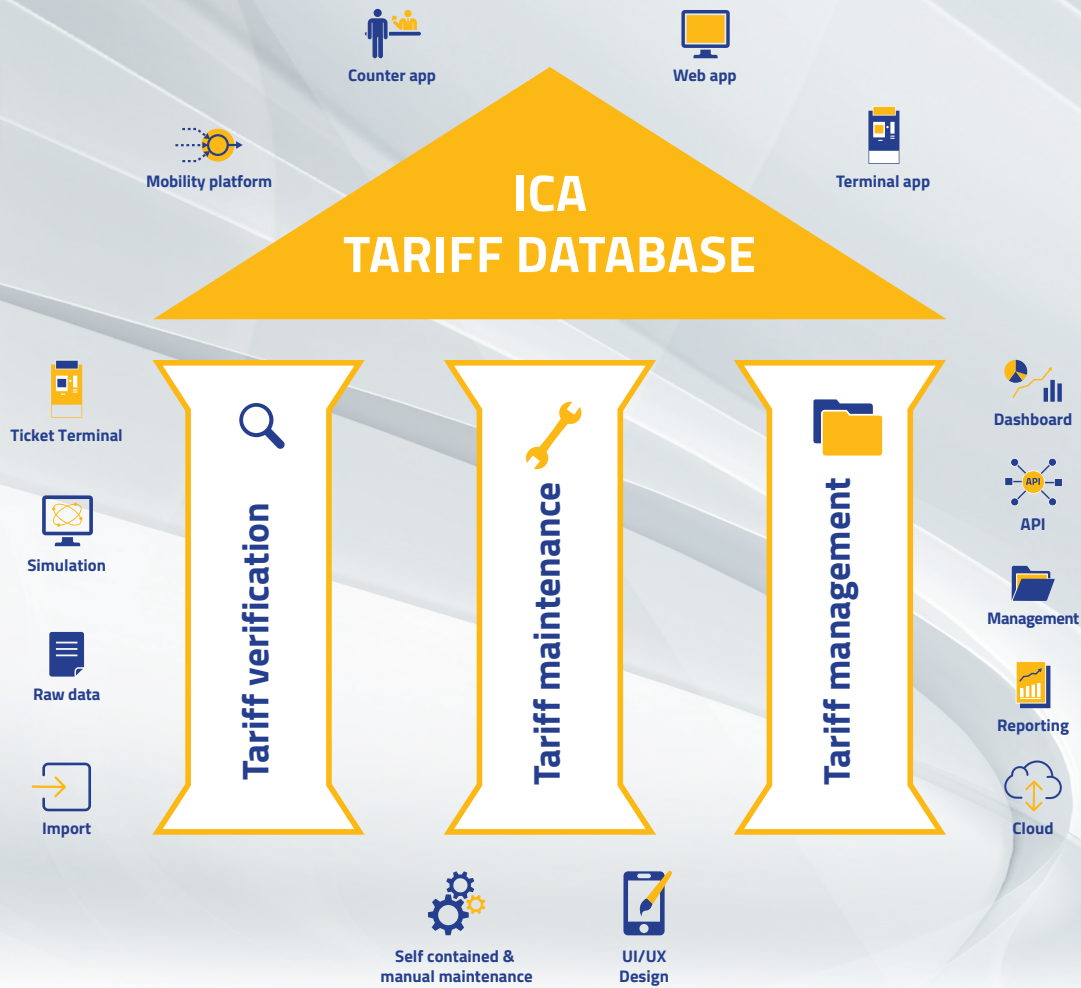 Counter app
Web app
Mobility platform
Terminal app
ICA
TARIFF DATABASE
Ticket Terminal
Simulation
Raw data
Import
Tariff verification
Tariff maintenance
Tariff management
Dashboard
API
API
Management
Reporting
Cloud
Self contained &
manual maintenance
UI/UX
Design